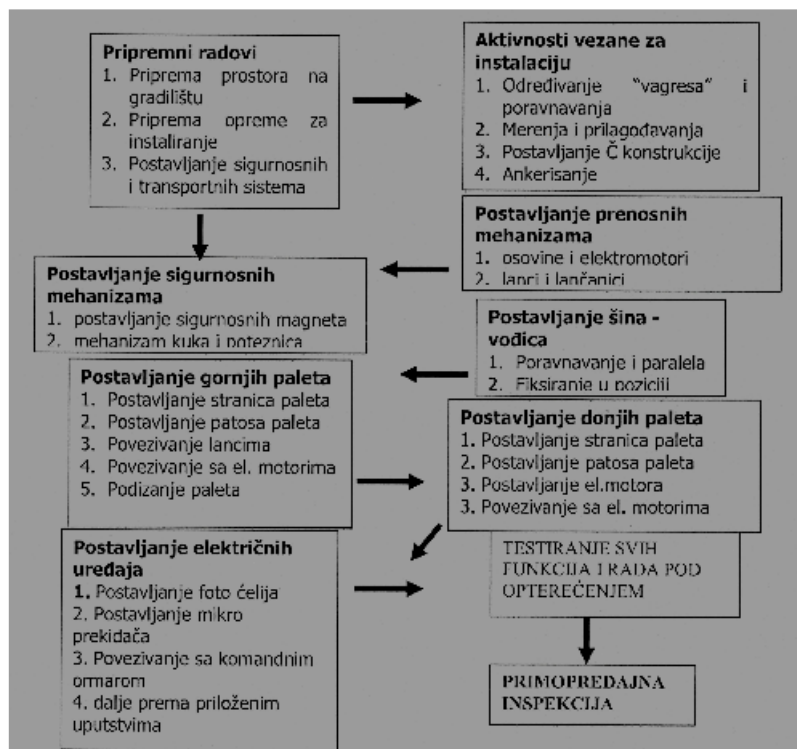 Pripremni radovi
1. Priprema prostora na
gradilištu
2. Priprema opreme za
instaliranje
3. Postavljanje sigurnosnih
i transportnih sistema
Aktivnosti vezane za
instalaciju
1. Određivanje "vagresa" i
poravnavanja
2. Merenja i prilagođavanja
3. Postavljanje Č konstrukcije
4. Ankerisanje
Postavljanje prenosnih
mehanizama
1. osovine i elektromotori
2. lanci i lančanici
Postavljanje sigurnosnih
mehanizama
1. postavljanje sigurnosnih magneta
2. mehanizam kuka i poteznica
Postavljanje šina -
vođica
1. Poravnavanje i paralela
2. Fiksiranje u poziciji
Postavljanje gornjih paleta
1. Postavljanje stranica paleta
2. Postavljanje patosa paleta
3. Povezivanje lancima
4. Povezivanje sa el. motorima
5. Podizanje paleta
Postavljanje donjih paleta
1. Postavljanje stranica paleta
2. Postavljanje patosa paleta
3. Postavljanje el.motora
3. Povezivanje sa el. motorima
Postavljanje električnih
uređaja
1. Postavljanje foto ćelija
2. Postavljanje mikro
prekidača
3. Povezivanje sa komandnim
ormarom
4. dalje prema priloženim
uputstvima
TESTIRANJE SVIH
FUNKCIJA I RADA POD
OPTEREĆENJEM
PRIMOPREDAJNA
INSPEKCIJA